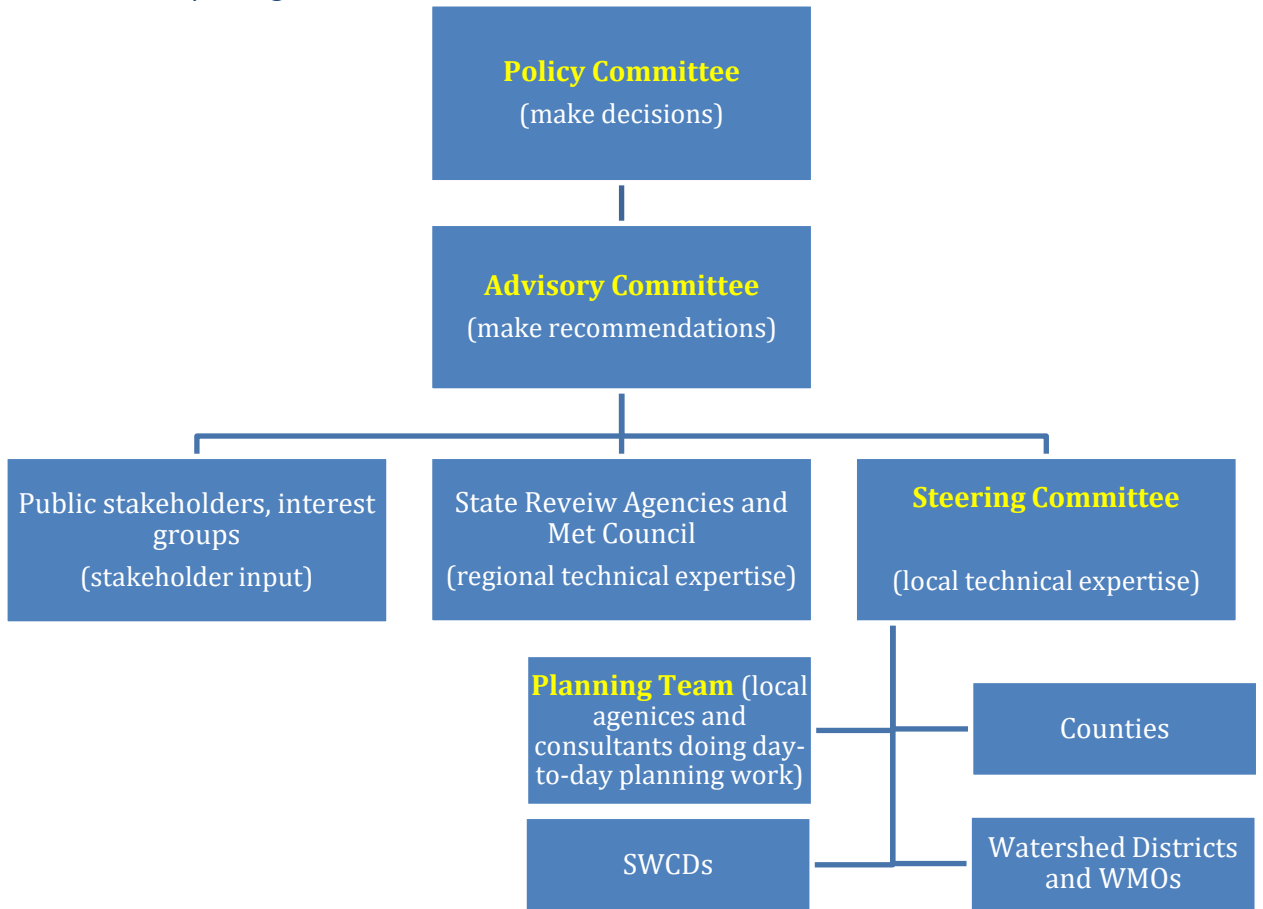 Policy Committee
(make decisions)
Advisory Committee
(make recommendations)
Public stakeholders, interest
groups
(stakeholder input)
State Reveiw Agencies and
Met Council
(regional technical expertise)
Steering Committee
(local technical expertise)
Planning Team (local
agenices and
consultants doing day-
to-day planning work)
Counties
SWCDs
Watershed Districts
and WMOs